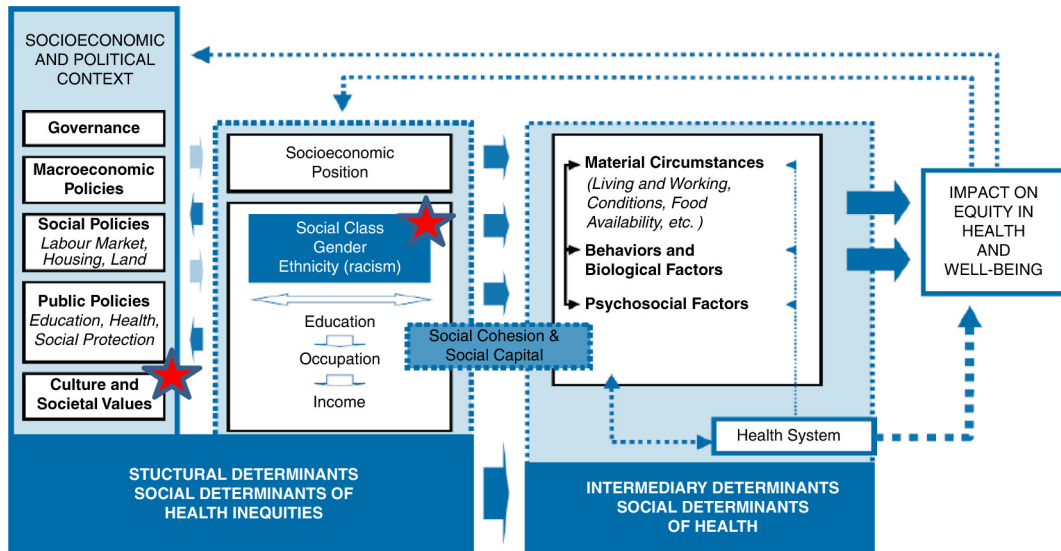 SOCIOECONOMIC
AND POLITICAL
CONTEXT
Governance
Macroeconomic
Policies
Social Policies
Labour Market,
Housing, Land
Public Policies
Education, Health,
Social Protection
Culture and
Societal Values
Socioeconomic
Position
Social Class
Gender
Ethnicity (racism)
Education
Occupation
Income
Social Cohesion &
Social Capital
Material Circumstances
(Living and Working,
Conditions, Food
Availability, etc. )
Behaviors and
Biological Factors
Psychosocial Factors
Health System
IMPACT ON
EQUITY IN
HEALTH
AND
WELL-BEING
STUCTURAL DETERMINANTS
SOCIAL DETERMINANTS OF
HEALTH INEQUITIES
INTERMEDIARY DETERMINANTS
SOCIAL DETERMINANTS
OF HEALTH